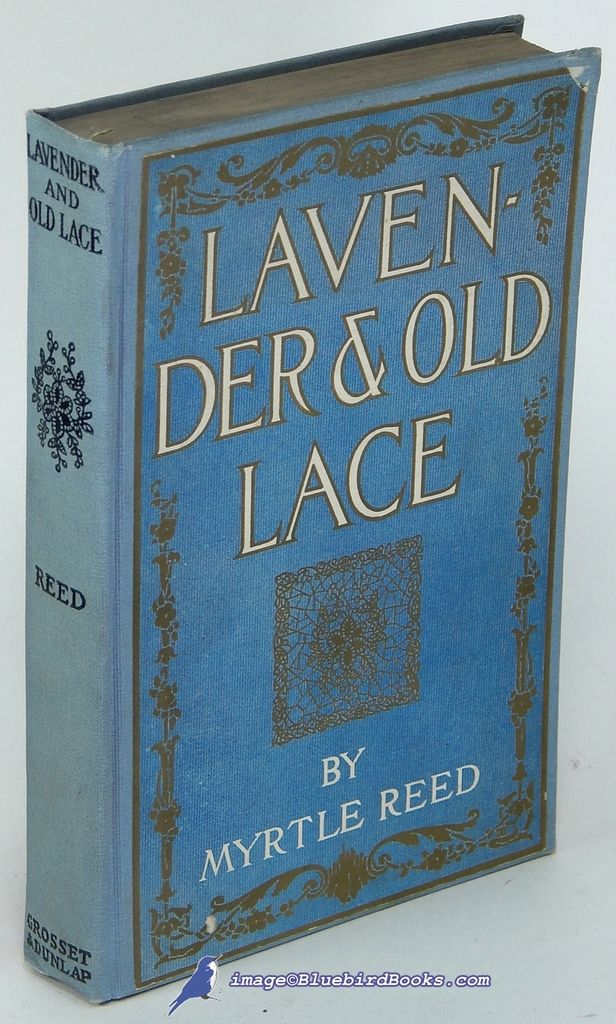 LAVENDER
AND
OLD LACE
REED
GROSSET
& DUNLAP
LAVEN-
DER & OLD
LACE
BY
MYRTLE REED
image©BluebirdBooks.com